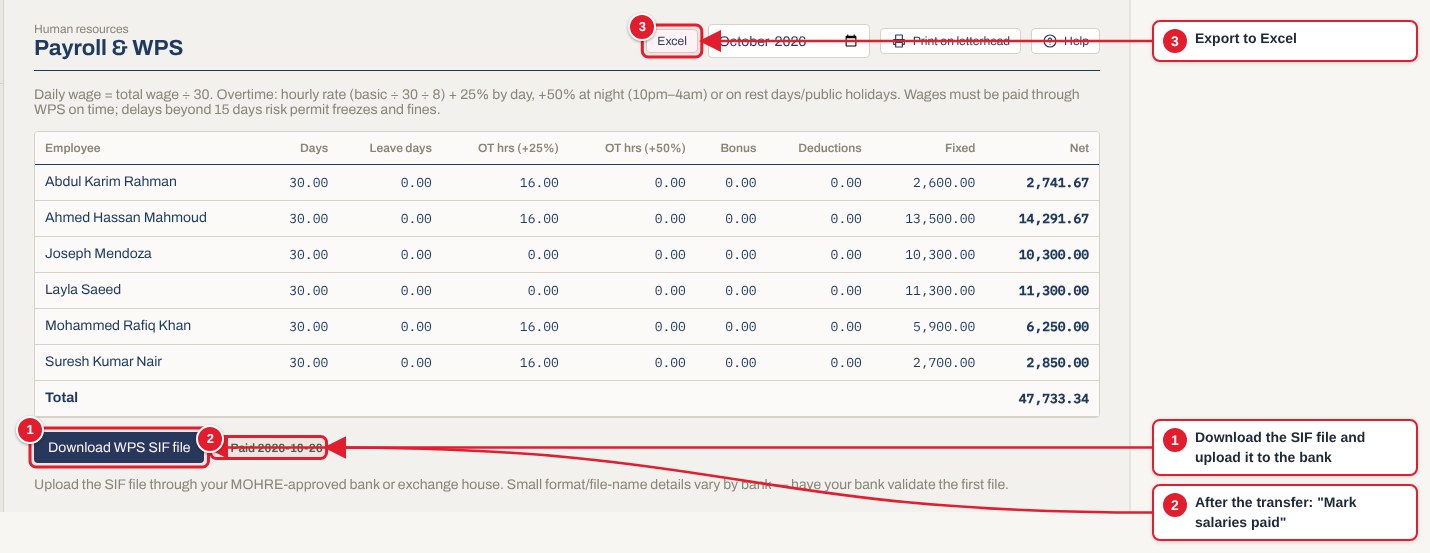 Human resources
Payroll & WPS
3
Excel
October 2026
Print on letterhead
Help
3
Export to Excel
Daily wage = total wage ÷ 30. Overtime: hourly rate (basic ÷ 30 ÷ 8) + 25% by day, +50% at night (10pm–4am) or on rest days/public holidays. Wages must be paid through
WPS on time; delays beyond 15 days risk permit freezes and fines.
Employee Days Leave days OT hrs (+25%) OT hrs (+50%) Bonus Deductions Fixed Net
Abdul Karim Rahman 30.00 0.00 16.00 0.00 0.00 0.00 2,600.00 2,741.67
Ahmed Hassan Mahmoud 30.00 0.00 16.00 0.00 0.00 0.00 13,500.00 14,291.67
Joseph Mendoza 30.00 0.00 0.00 0.00 0.00 0.00 10,300.00 10,300.00
Layla Saeed 30.00 0.00 0.00 0.00 0.00 0.00 11,300.00 11,300.00
Mohammed Rafiq Khan 30.00 0.00 16.00 0.00 0.00 0.00 5,900.00 6,250.00
Suresh Kumar Nair 30.00 0.00 16.00 0.00 0.00 0.00 2,700.00 2,850.00
Total 47,733.34
1
Download WPS SIF file
2
Paid 2026-10-26
1
Download the SIF file and
upload it to the bank
Upload the SIF file through your MOHRE-approved bank or exchange house. Small format/file-name details vary by bank — have your bank validate the first file.
2
After the transfer: "Mark
salaries paid"